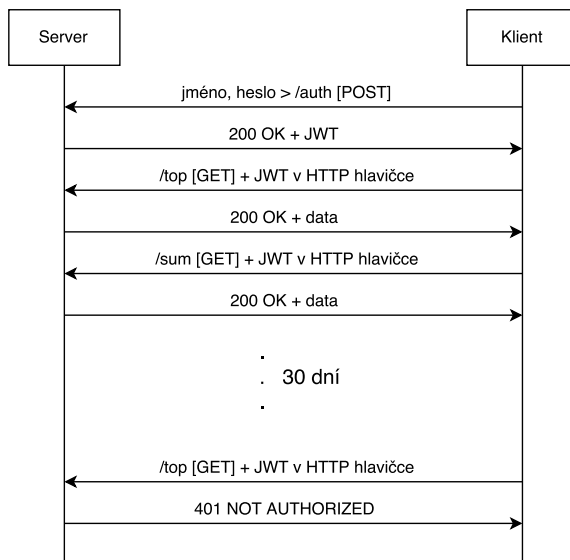 Server
Klient
jméno, heslo > /auth [POST]
200 OK + JWT
/top [GET] + JWT v HTTP hlavičce
200 OK + data
/sum [GET] + JWT v HTTP hlavičce
200 OK + data
30 dní
/top [GET] + JWT v HTTP hlavičce
401 NOT AUTHORIZED